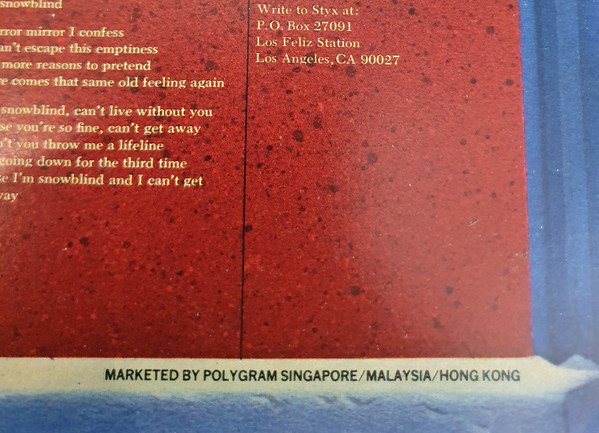 snowblind
rror mirror I confess
an't escape this emptiness
more reasons to pretend
e comes that same old feeling again
snowblind, can't live without you
se you're so fine, can't get away
n't you throw me a lifeline
going down for the third time
e I'm snowblind and I can't get
way
Write to Styx at:
P.O. Box 27091
Los Feliz Station
Los Angeles, CA 90027
MARKETED BY POLYGRAM SINGAPORE/MALAYSIA/HONG KONG